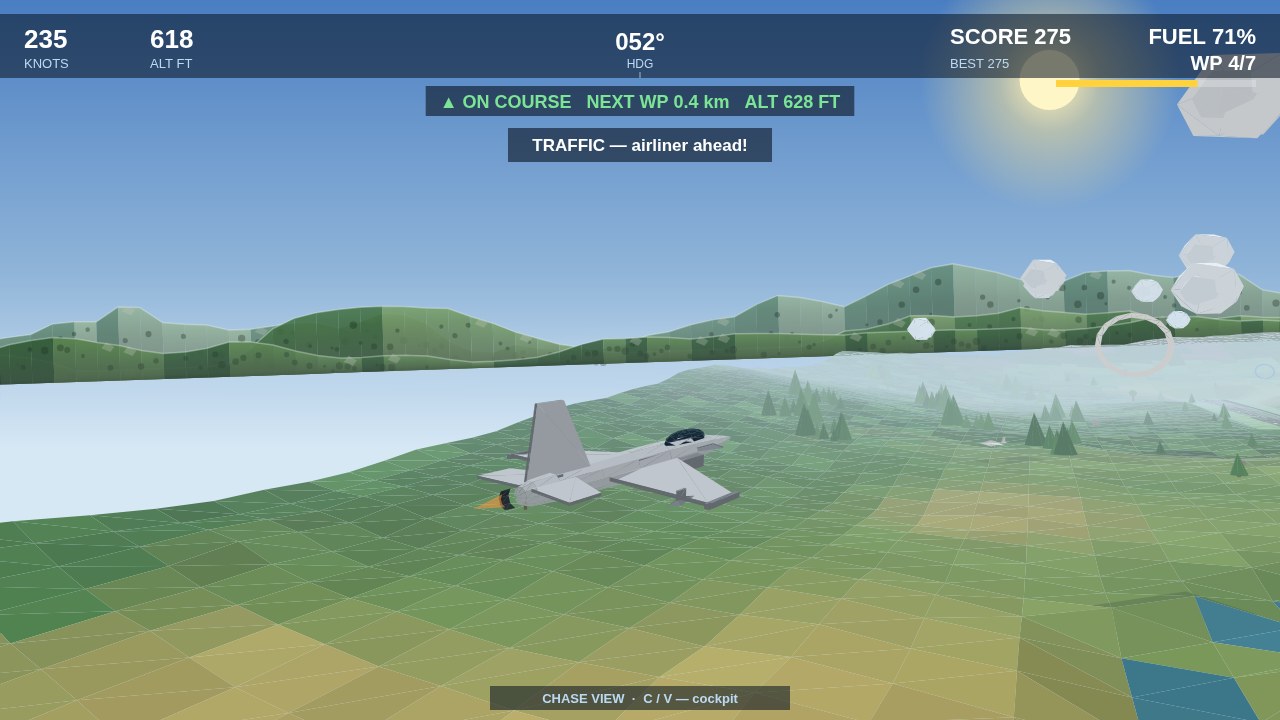 235
KNOTS
618
ALT FT
052°
HDG
SCORE 275
BEST 275
FUEL 71%
WP 4/7
▲ ON COURSE NEXT WP 0.4 km ALT 628 FT
TRAFFIC — airliner ahead!
CHASE VIEW · C / V — cockpit